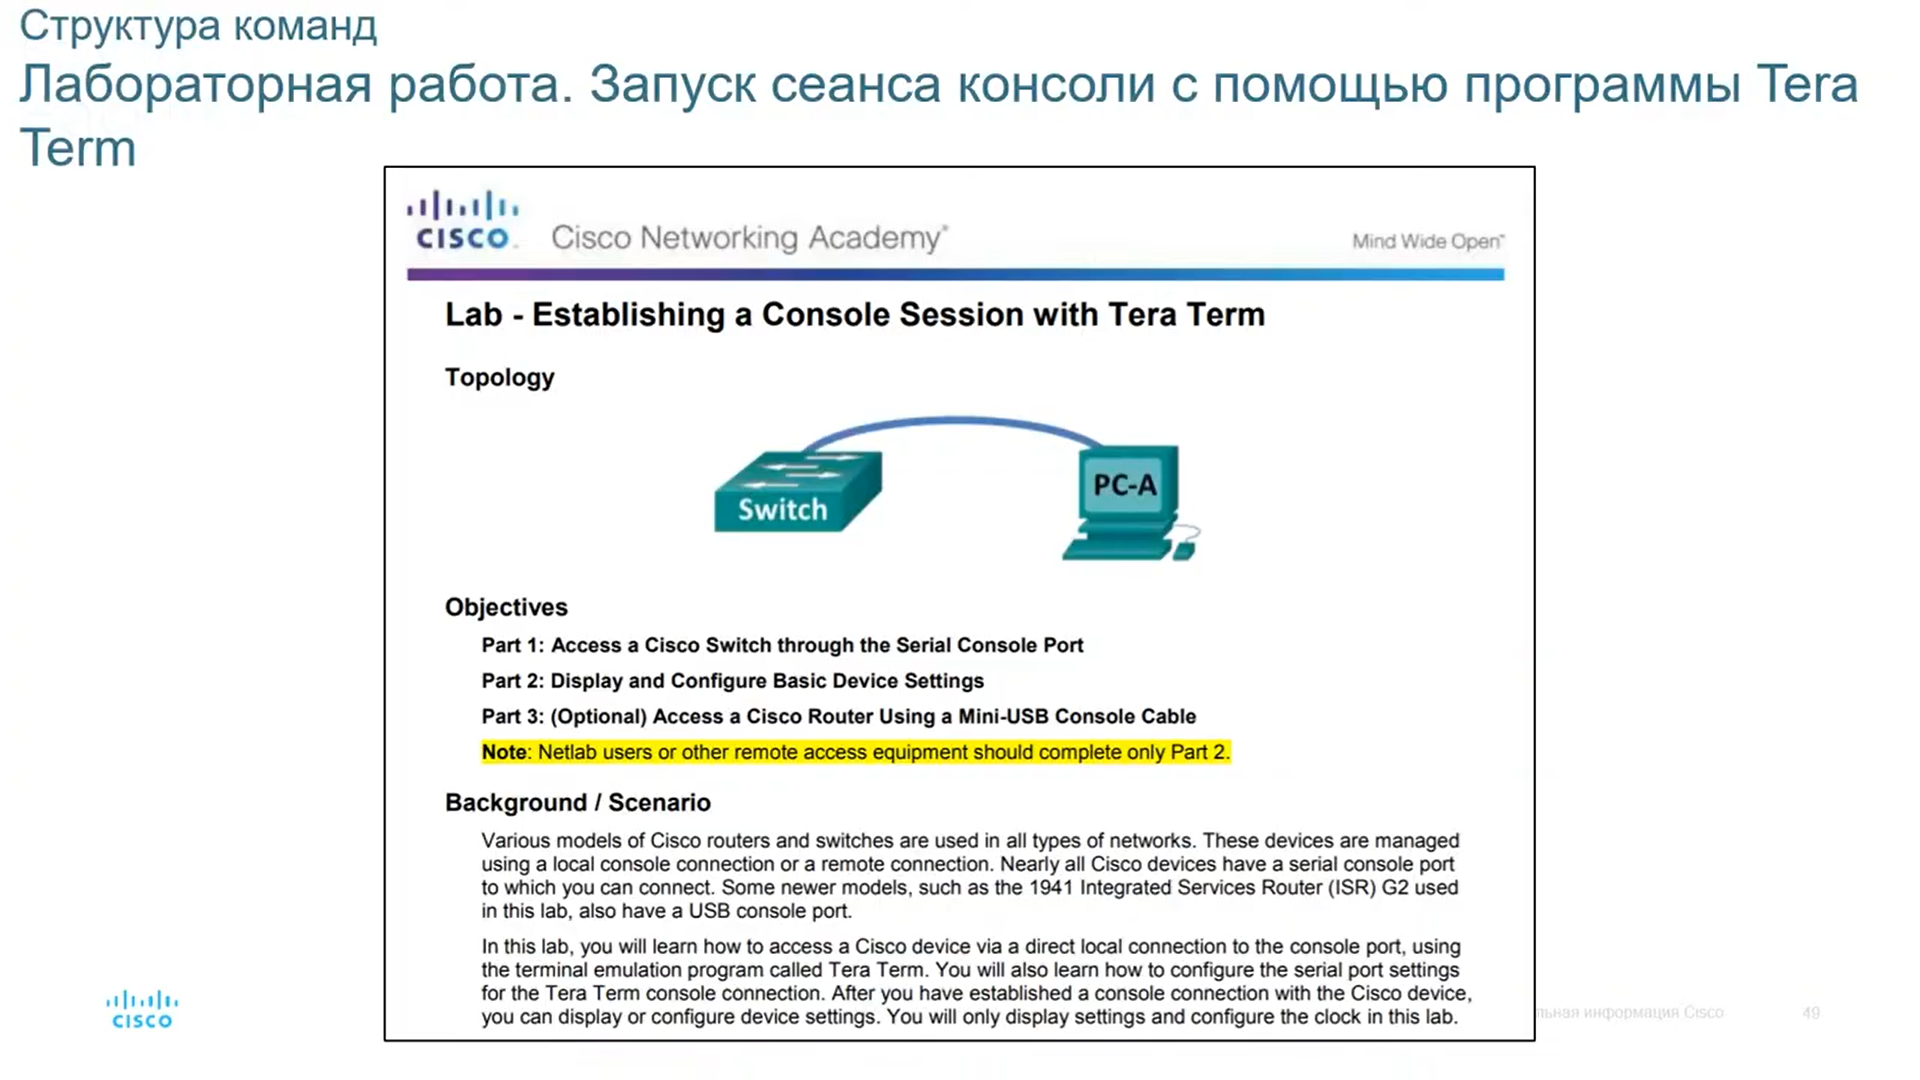 Структура команд
Лабораторная работа. Запуск сеанса консоли с помощью программы Tera
Term
CISCO
Cisco Networking Academy®
Mind Wide Open™
Lab - Establishing a Console Session with Tera Term
Topology
Switch
PC-A
Objectives
Part 1: Access a Cisco Switch through the Serial Console Port
Part 2: Display and Configure Basic Device Settings
Part 3: (Optional) Access a Cisco Router Using a Mini-USB Console Cable
Note: Netlab users or other remote access equipment should complete only Part 2.
Background / Scenario
Various models of Cisco routers and switches are used in all types of networks. These devices are managed
using a local console connection or a remote connection. Nearly all Cisco devices have a serial console port
to which you can connect. Some newer models, such as the 1941 Integrated Services Router (ISR) G2 used
in this lab, also have a USB console port.
In this lab, you will learn how to access a Cisco device via a direct local connection to the console port, using
the terminal emulation program called Tera Term. You will also learn how to configure the serial port settings
for the Tera Term console connection. After you have established a console connection with the Cisco device,
you can display or configure device settings. You will only display settings and configure the clock in this lab.
CISCO
информация Cisco
49